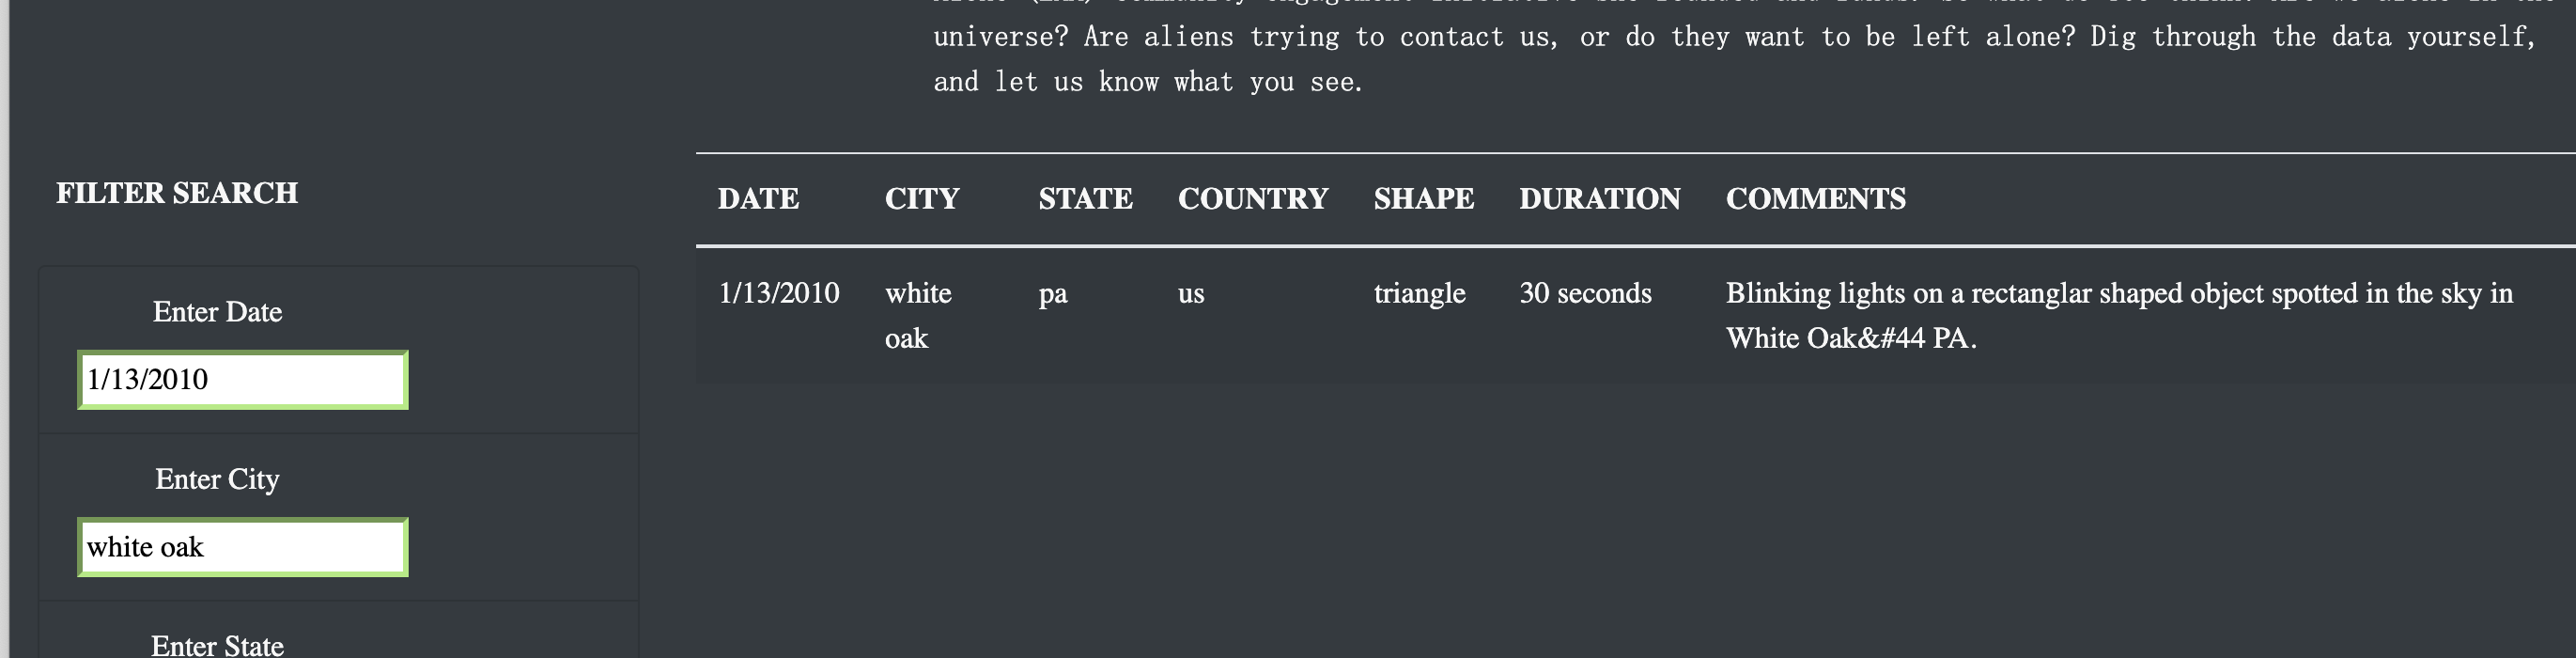 universe? Are aliens trying to contact us, or do they want to be left alone? Dig through the data yourself,
and let us know what you see.
FILTER SEARCH
Enter Date
1/13/2010
Enter City
white oak
Enter State
DATE CITY STATE COUNTRY SHAPE DURATION COMMENTS
1/13/2010 white pa us triangle 30 seconds Blinking lights on a rectanglar shaped object spotted in the sky in
oak White Oak&#44 PA.